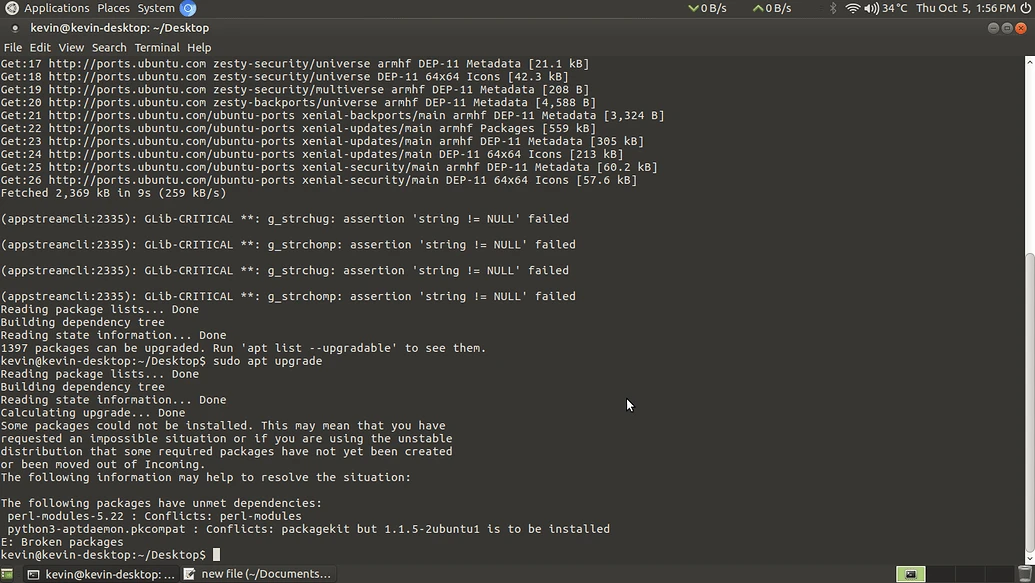 Applications Places System
0 B/s 0 B/s 34 °C Thu Oct 5, 1:56 PM
kevin@kevin-desktop: ~/Desktop
File Edit View Search Terminal Help
Get:17 http://ports.ubuntu.com zesty-security/universe armhf DEP-11 Metadata [21.1 kB]
Get:18 http://ports.ubuntu.com zesty-security/universe DEP-11 64x64 Icons [42.3 kB]
Get:19 http://ports.ubuntu.com zesty-security/multiverse armhf DEP-11 Metadata [208 B]
Get:20 http://ports.ubuntu.com zesty-backports/universe armhf DEP-11 Metadata [4,588 B]
Get:21 http://ports.ubuntu.com/ubuntu-ports xenial-backports/main armhf DEP-11 Metadata [3,324 B]
Get:22 http://ports.ubuntu.com/ubuntu-ports xenial-updates/main armhf Packages [559 kB]
Get:23 http://ports.ubuntu.com/ubuntu-ports xenial-updates/main armhf DEP-11 Metadata [305 kB]
Get:24 http://ports.ubuntu.com/ubuntu-ports xenial-updates/main DEP-11 64x64 Icons [213 kB]
Get:25 http://ports.ubuntu.com/ubuntu-ports xenial-security/main armhf DEP-11 Metadata [60.2 kB]
Get:26 http://ports.ubuntu.com/ubuntu-ports xenial-security/main DEP-11 64x64 Icons [57.6 kB]
Fetched 2,369 kB in 9s (259 kB/s)
(appstreamcli:2335): GLib-CRITICAL **: g_strchug: assertion 'string != NULL' failed
(appstreamcli:2335): GLib-CRITICAL **: g_strchomp: assertion 'string != NULL' failed
(appstreamcli:2335): GLib-CRITICAL **: g_strchug: assertion 'string != NULL' failed
(appstreamcli:2335): GLib-CRITICAL **: g_strchomp: assertion 'string != NULL' failed
Reading package lists... Done
Building dependency tree
Reading state information... Done
1397 packages can be upgraded. Run 'apt list --upgradable' to see them.
kevin@kevin-desktop:~/Desktop$ sudo apt upgrade
Reading package lists... Done
Building dependency tree
Reading state information... Done
Calculating upgrade... Done
Some packages could not be installed. This may mean that you have
requested an impossible situation or if you are using the unstable
distribution that some required packages have not yet been created
or been moved out of Incoming.
The following information may help to resolve the situation:
The following packages have unmet dependencies:
perl-modules-5.22 : Conflicts: perl-modules
python3-aptdaemon.pkcompat : Conflicts: packagekit but 1.1.5-2ubuntu1 is to be installed
E: Broken packages
kevin@kevin-desktop:~/Desktop$
kevin@kevin-desktop: ... new file (~/Documents...